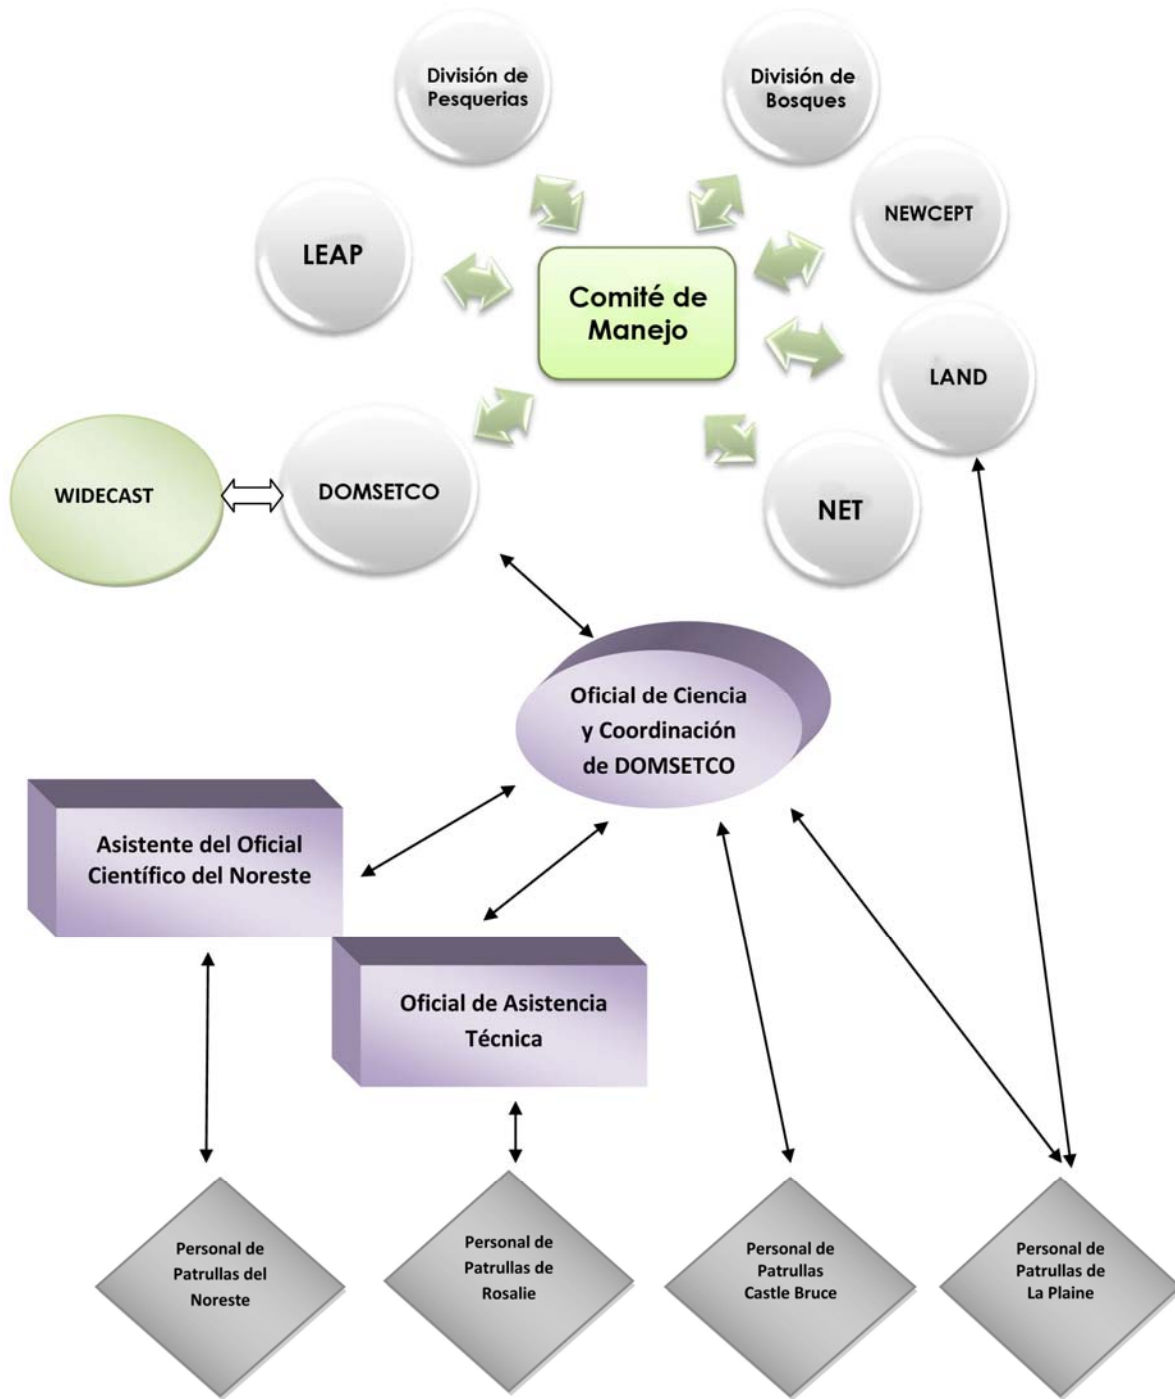 División de
Pesquerias
División de
Bosques
NEWCEPT
LEAP
Comité de
Manejo
LAND
WIDECAST
DOMSETCO
NET
Oficial de Ciencia
y Coordinación
de DOMSETCO
Asistente del Oficial
Científico del Noreste
Oficial de Asistencia
Técnica
Personal de
Patrullas del
Noreste
Personal de
Patrullas de
Rosalie
Personal de
Patrullas
Castle Bruce
Personal de
Patrullas de
La Plaine